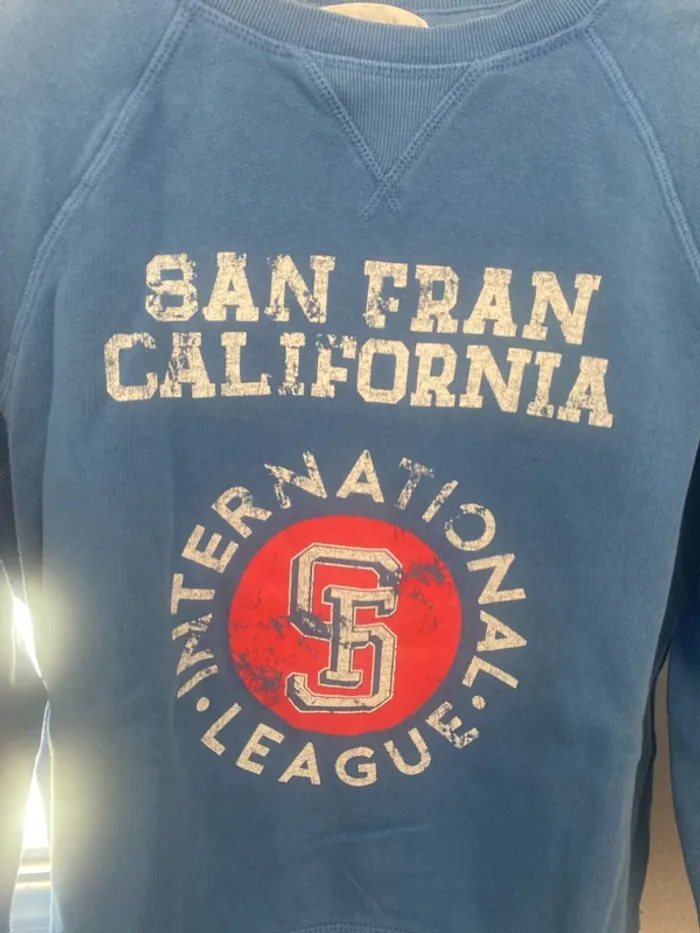 SAN FRAN
CALIFORNIA
INTERNATIONAL
SF
• LEAGUE •